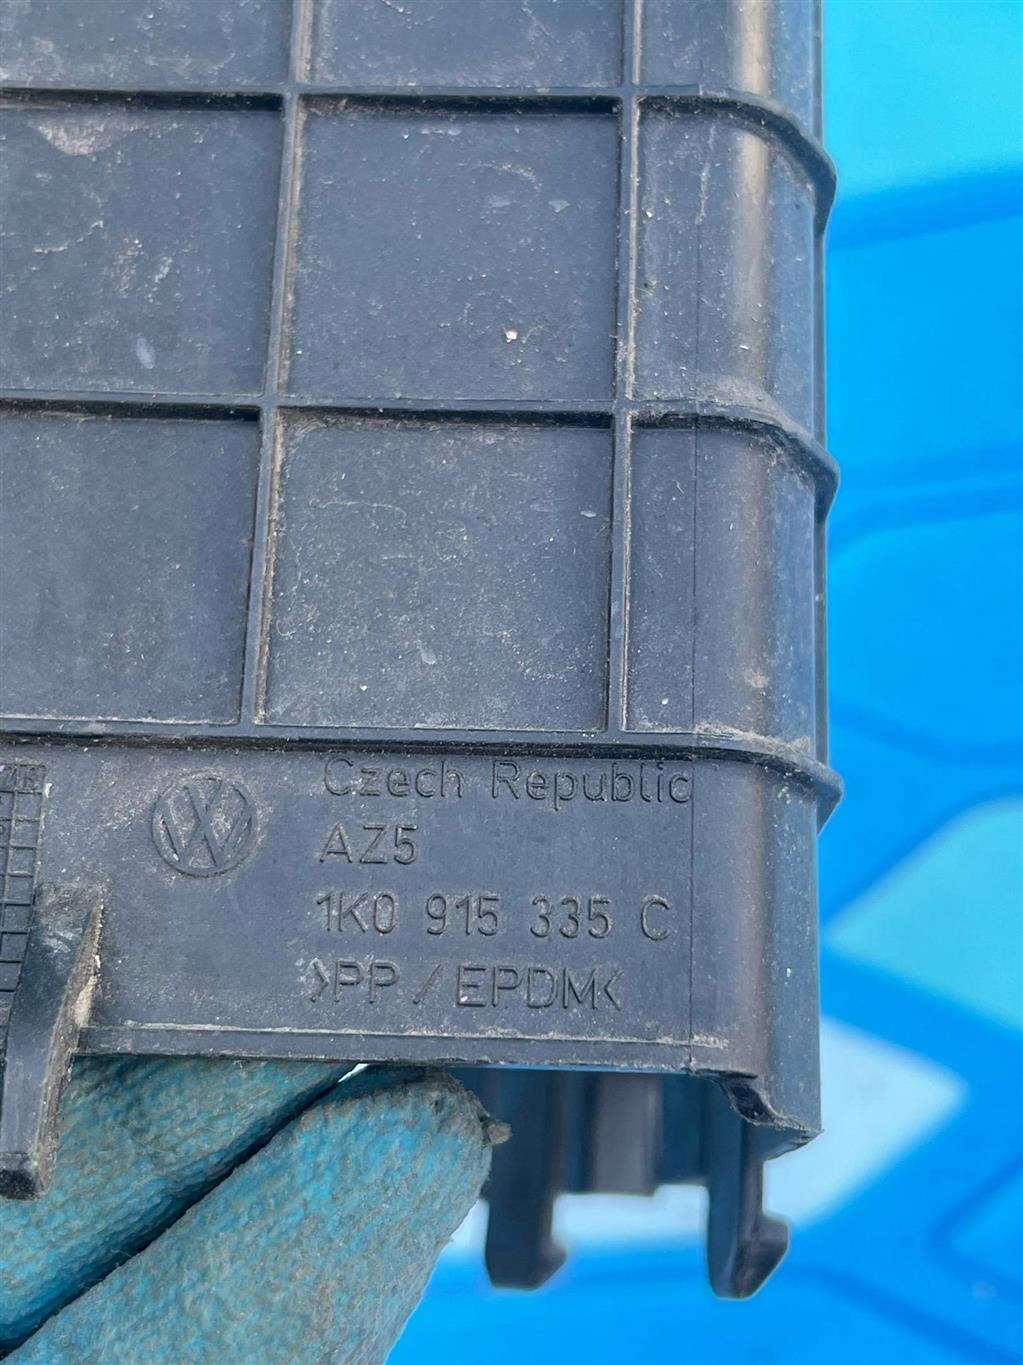 Czech Republic
AZ5
1K0 915 335 C
>PP/EPDM<